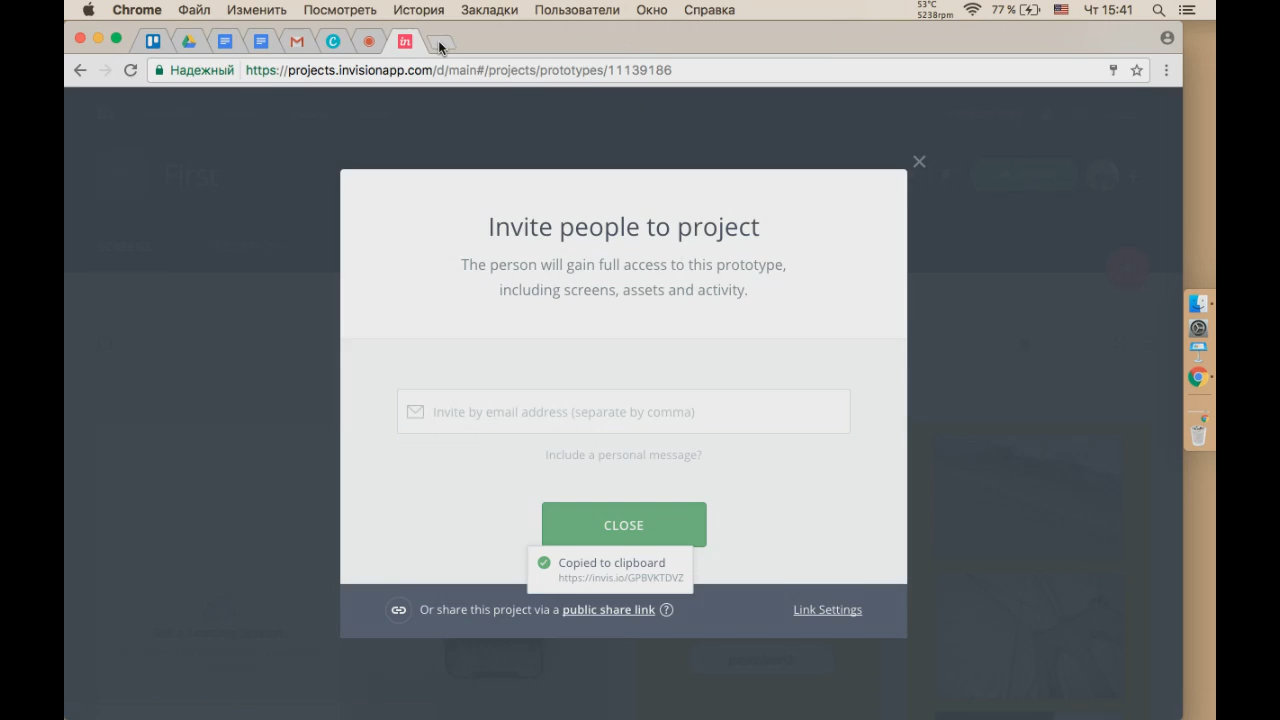 Chrome Файл Изменить Посмотреть История Закладки Пользователи Окно Справка
53°C
5238rpm
77 % Чт 15:41
in
Надежный https://projects.invisionapp.com/d/main#/projects/prototypes/11139186
First
Invite people to project
The person will gain full access to this prototype,
including screens, assets and activity.
Invite by email address (separate by comma)
Include a personal message?
CLOSE
Copied to clipboard
https://invis.io/GPBVKTDVZ
Or share this project via a public share link ?
Link Settings